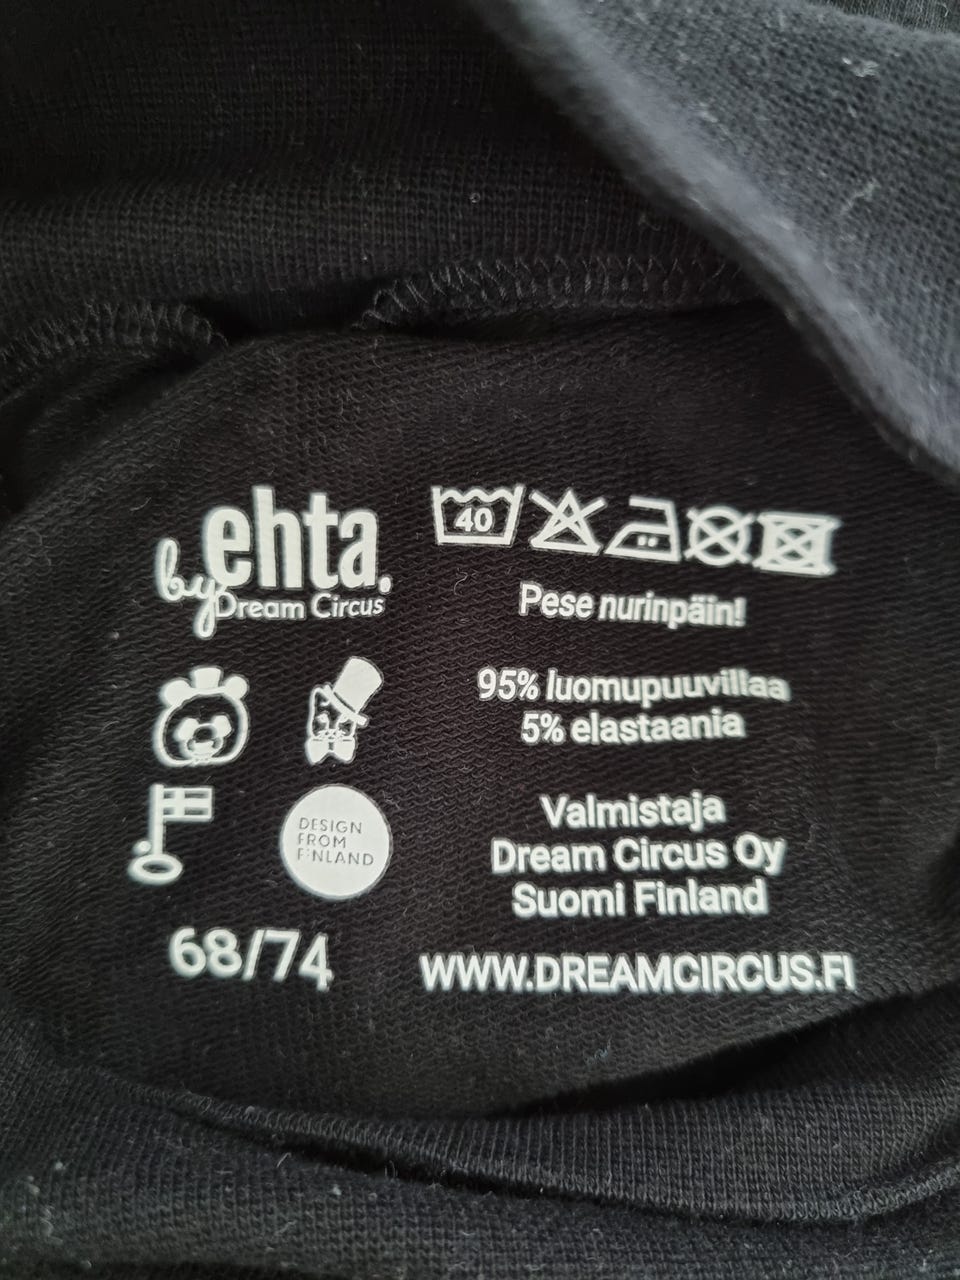 ehta.
by Dream Circus
DESIGN
FROM
FINLAND
68/74
40
Pese nurinpäin!
95% luomupuuvillaa
5% elastaania
Valmistaja
Dream Circus Oy
Suomi Finland
WWW.DREAMCIRCUS.FI